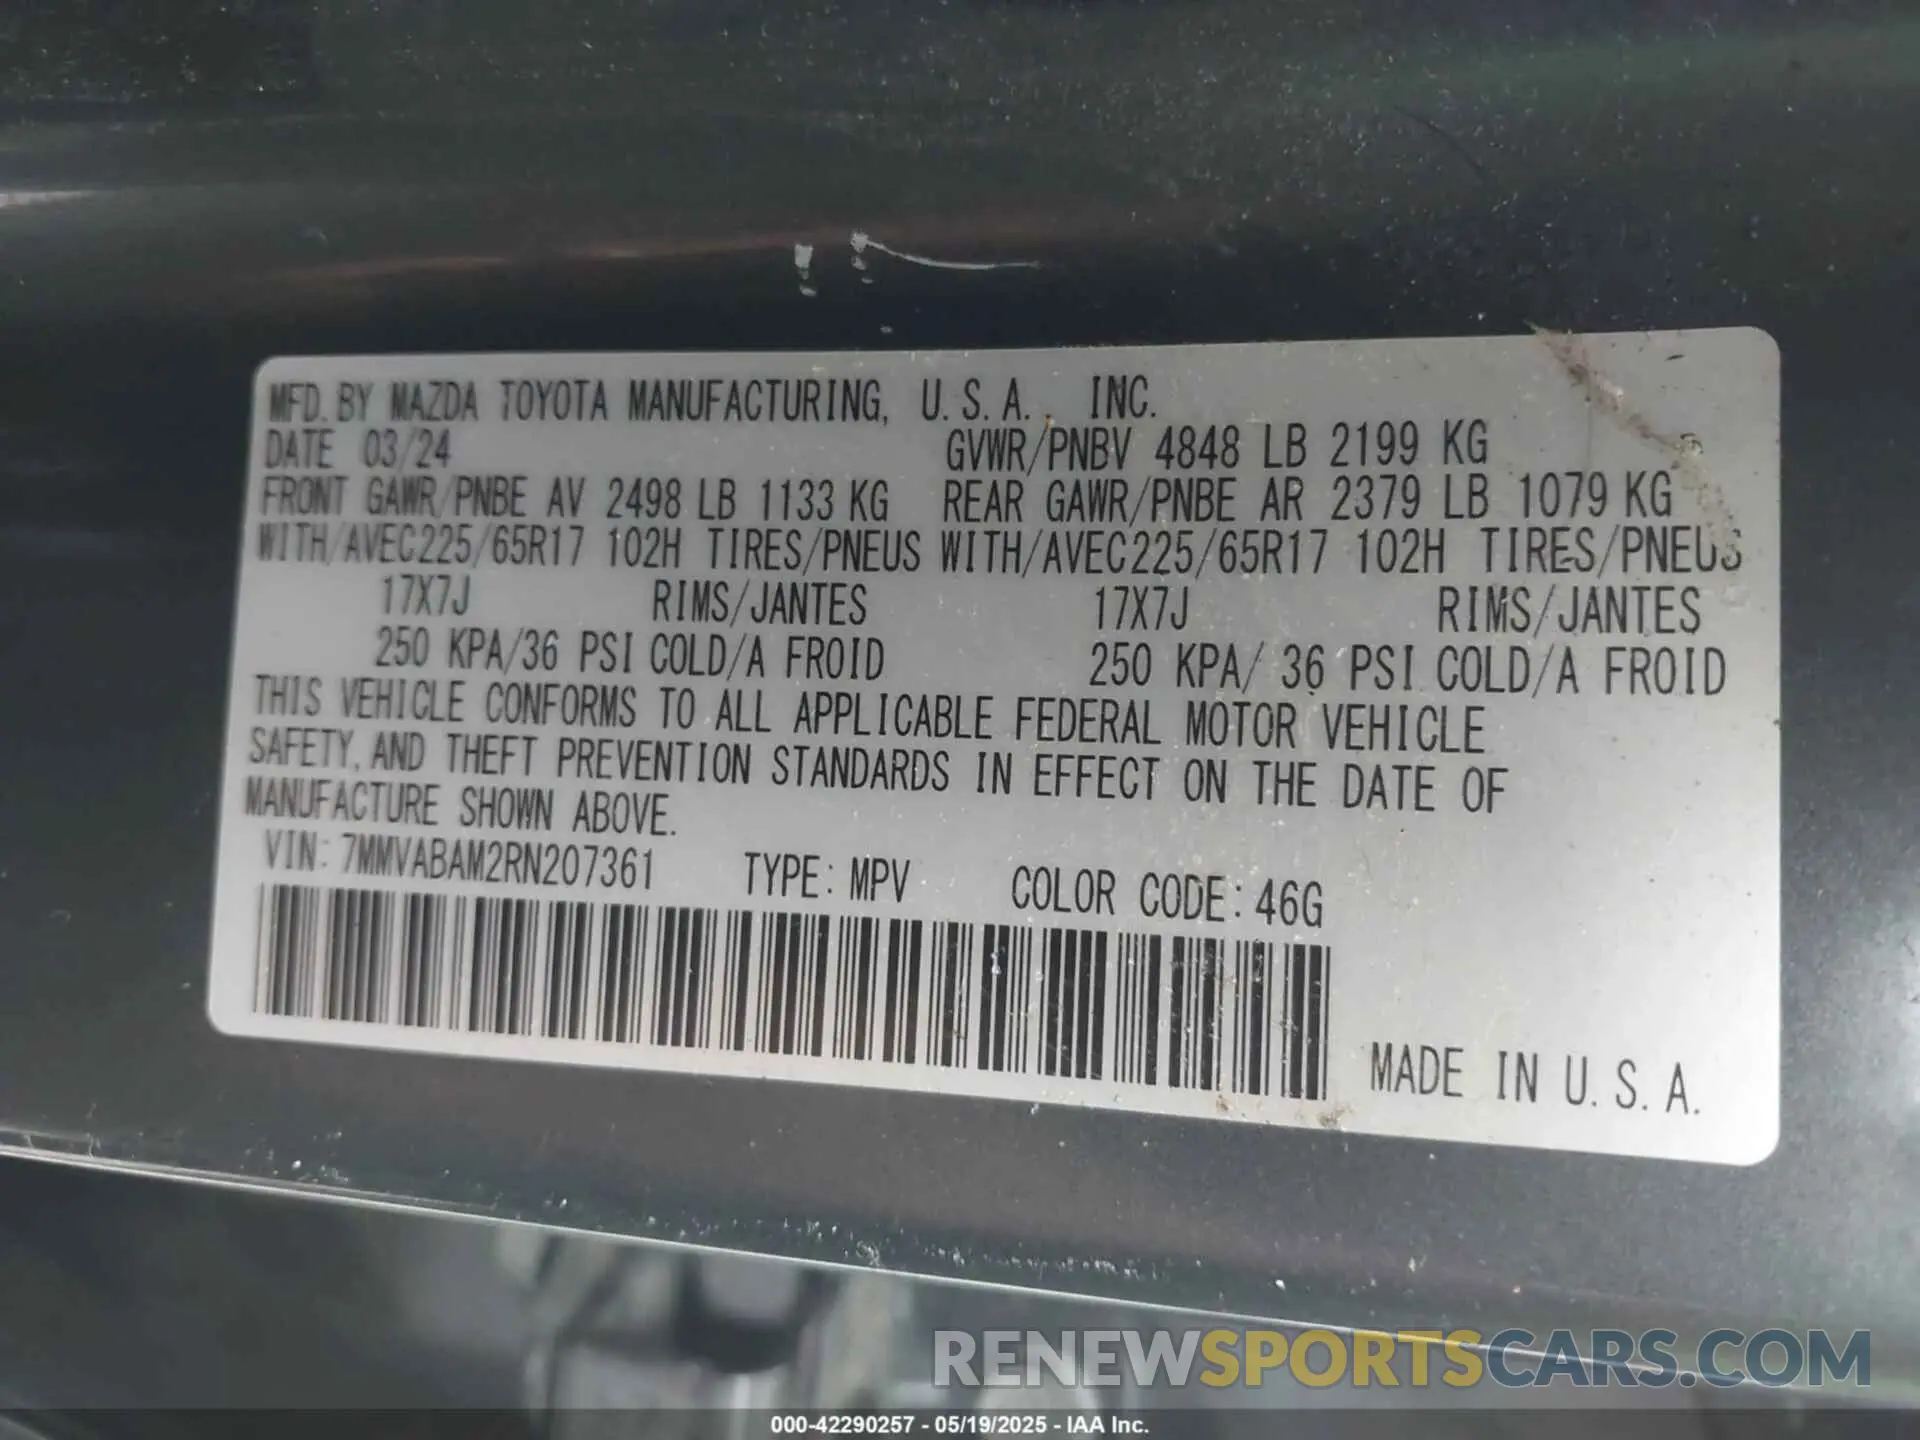 MFD. BY MAZDA TOYOTA MANUFACTURING, U.S.A., INC.
DATE 03/24 GVWR/PNBV 4848 LB 2199 KG
FRONT GAWR/PNBE AV 2498 LB 1133 KG REAR GAWR/PNBE AR 2379 LB 1079 KG
WITH/AVEC225/65R17 102H TIRES/PNEUS WITH/AVEC225/65R17 102H TIRES/PNEUS
17X7J RIMS/JANTES 17X7J RIMS/JANTES
250 KPA/36 PSI COLD/A FROID 250 KPA/ 36 PSI COLD/A FROID
THIS VEHICLE CONFORMS TO ALL APPLICABLE FEDERAL MOTOR VEHICLE
SAFETY, AND THEFT PREVENTION STANDARDS IN EFFECT ON THE DATE OF
MANUFACTURE SHOWN ABOVE.
VIN: 7MMVABAM2RN207361 TYPE: MPV COLOR CODE: 46G
MADE IN U.S.A.
RENEWSPORTSCARS.COM
000-42290257 - 05/19/2025 - IAA Inc.